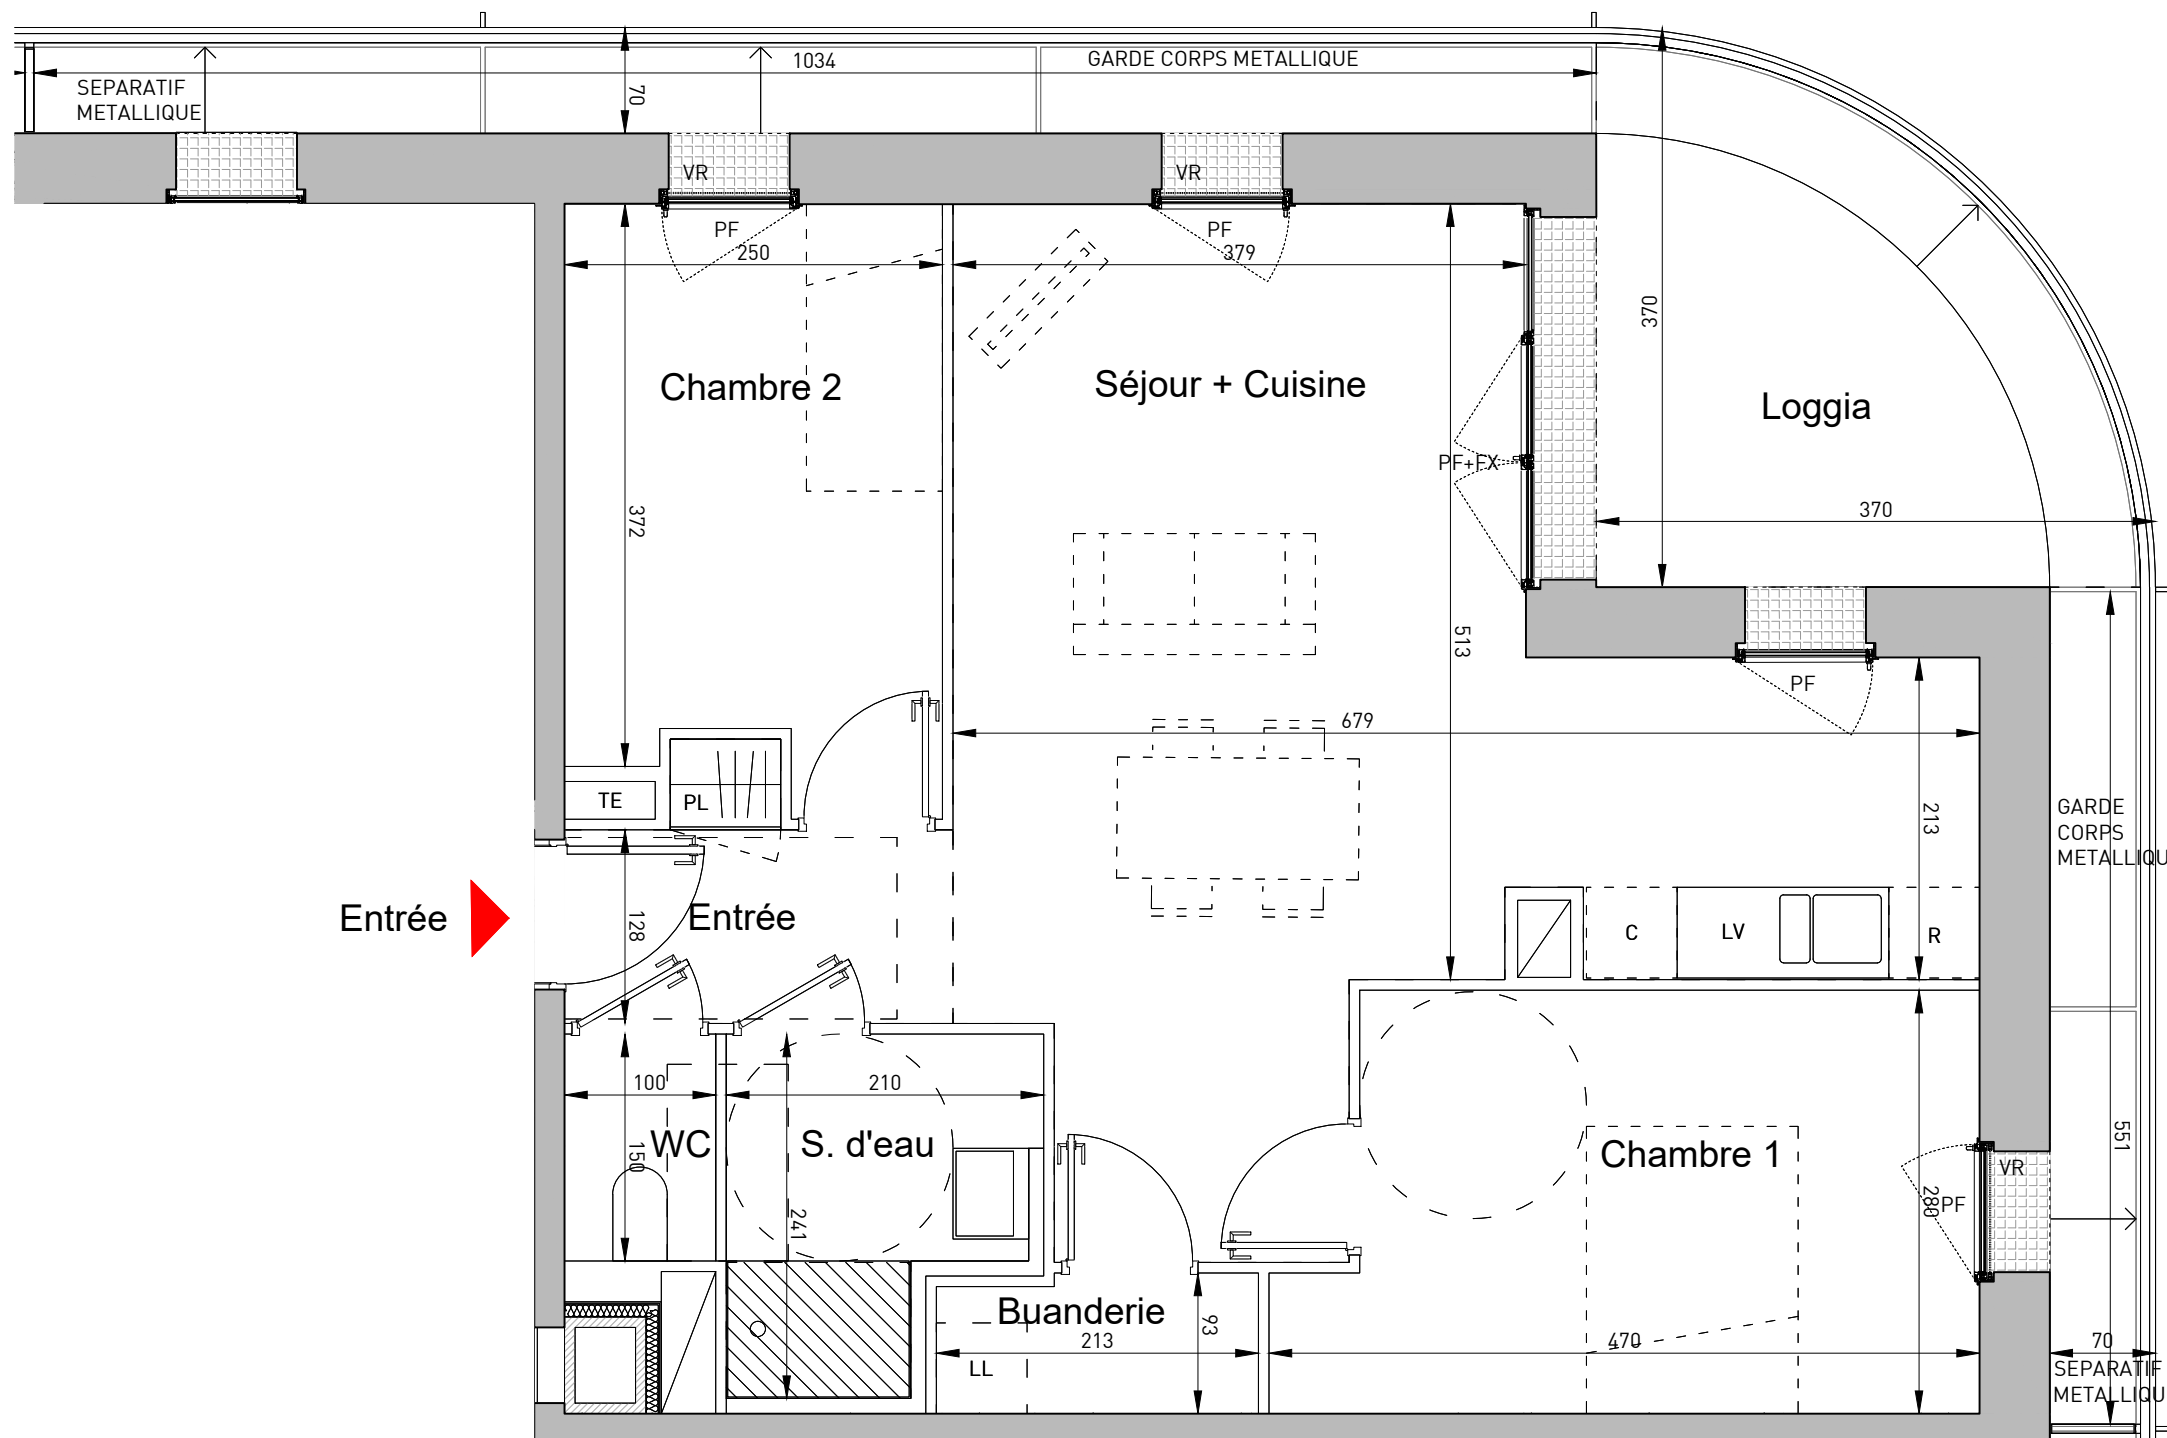 1034
GARDE CORPS METALLIQUE
SEPARATIF
METALLIQUE
70
VR
VR
PF
250
PF
379
370
Chambre 2
Séjour + Cuisine
Loggia
PF+FX
370
372
513
PF
679
TE
PL
213
GARDE
CORPS
METALLIQU
Entrée
128
Entrée
C
LV
R
100
210
WC
150
S. d'eau
241
Chambre 1
551
VR
280
PF
Buanderie
213
93
470
70
LL
SEPARATIF
METALLIQU